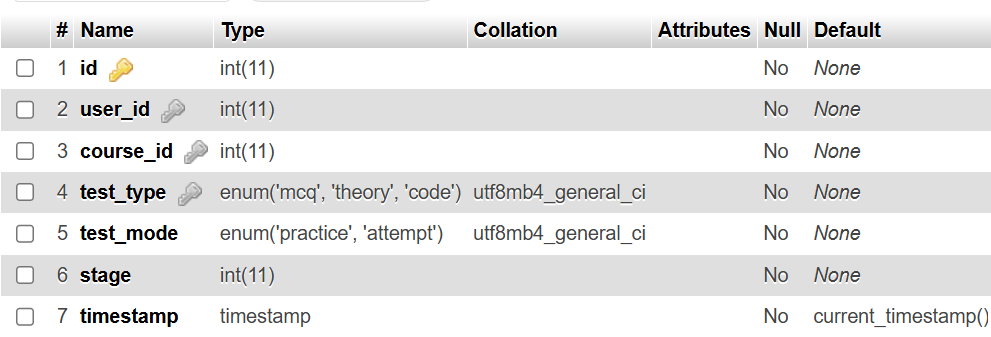 # Name Type Collation Attributes Null Default
1 id int(11) No None
2 user_id int(11) No None
3 course_id int(11) No None
4 test_type enum('mcq', 'theory', 'code') utf8mb4_general_ci No None
5 test_mode enum('practice', 'attempt') utf8mb4_general_ci No None
6 stage int(11) No None
7 timestamp timestamp No current_timestamp()